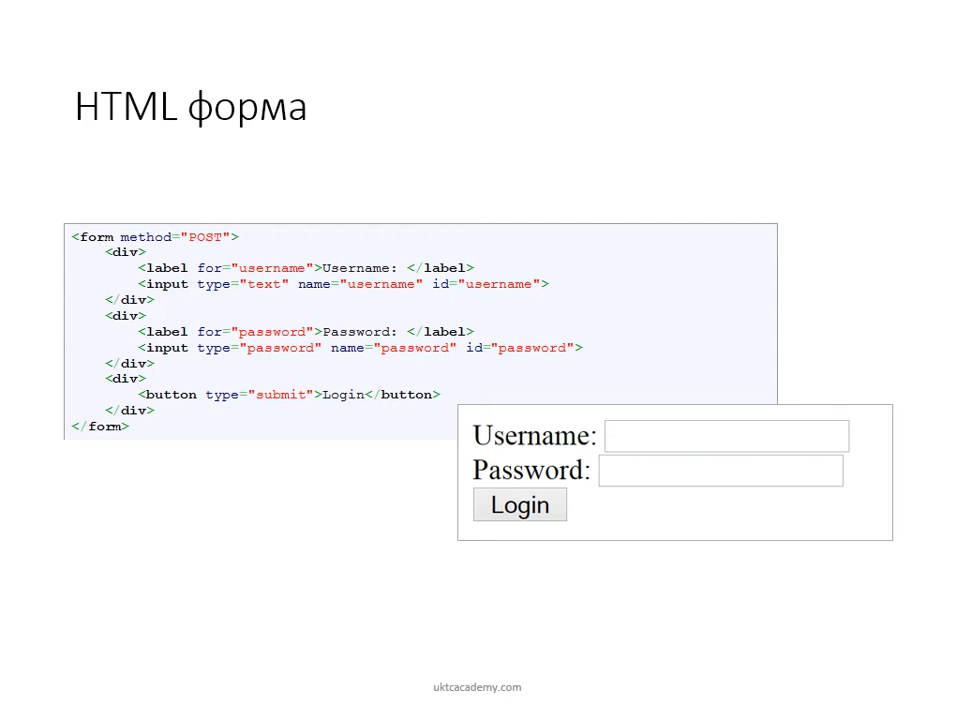 HTML форма
<form method="POST">
<div>
<label for="username">Username: </label>
<input type="text" name="username" id="username">
</div>
<div>
<label for="password">Password: </label>
<input type="password" name="password" id="password">
</div>
<div>
<button type="submit">Login</button>
</div>
</form>
Username:
Password:
Login
uktcacademy.com